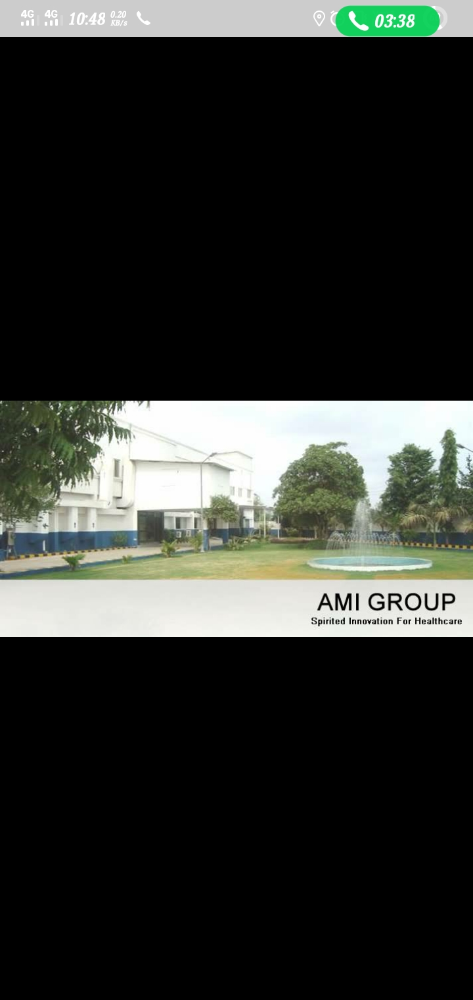 4G 4G 10:48 0.20 KB/s 03:38
AMI GROUP
Spirited Innovation For Healthcare